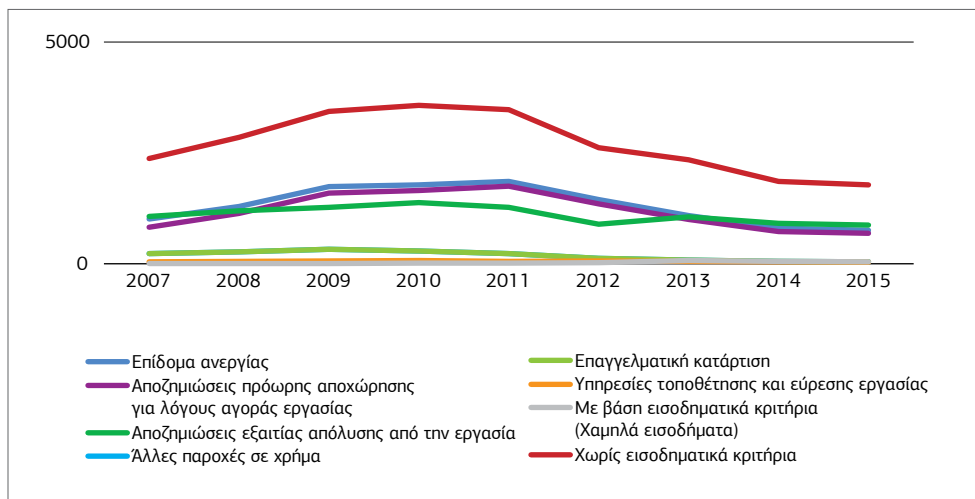 5000
0
2007 2008 2009 2010 2011 2012 2013 2014 2015
Επίδομα ανεργίας
Αποζημιώσεις πρόωρης αποχώρησης
για λόγους αγοράς εργασίας
Αποζημιώσεις εξαιτίας απόλυσης από την εργασία
Άλλες παροχές σε χρήμα
Επαγγελματική κατάρτιση
Υπηρεσίες τοποθέτησης και εύρεσης εργασίας
Με βάση εισοδηματικά κριτήρια
(Χαμηλά εισοδήματα)
Χωρίς εισοδηματικά κριτήρια